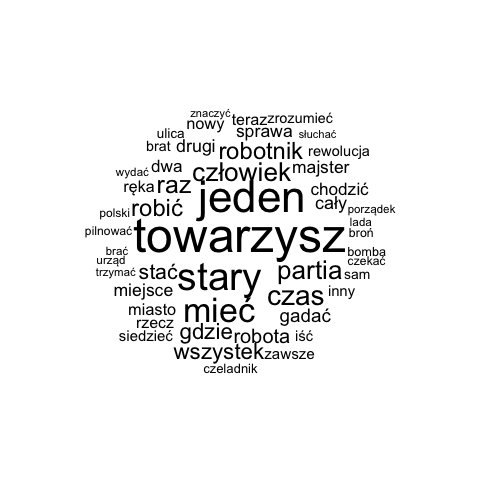 znaczyć
nowy teraz zrozumieć
ulica sprawa słuchać
brat drugi robotnik rewolucja
wydać dwa człowiek majster
ręka raz jeden chodzić
polski robić cały porządek
pilnować towarzysz lada
broń
brać bomba
urząd czekać
trzymać stać stary partia sam
miejsce mieć czas inny
miasto gadać
rzecz
siedzieć gdzie robota iść
wszystek zawsze
czeladnik